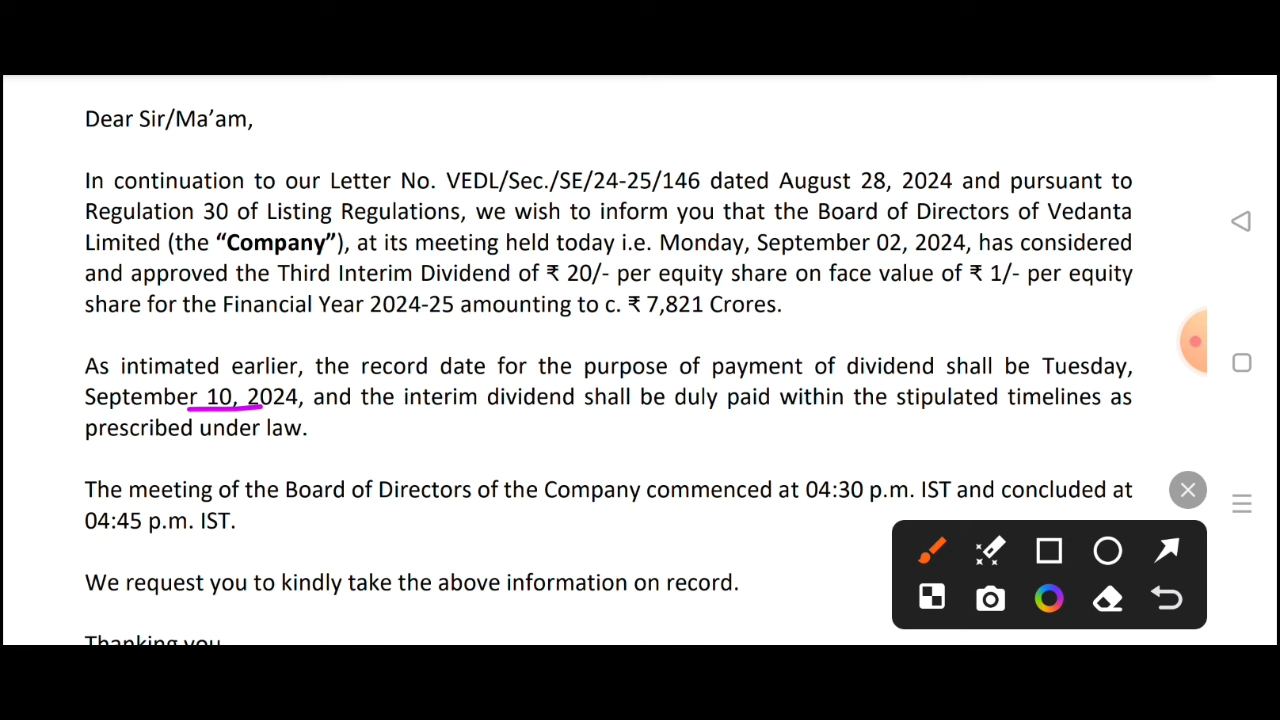 Dear Sir/Ma’am,
In continuation to our Letter No. VEDL/Sec./SE/24-25/146 dated August 28, 2024 and pursuant to
Regulation 30 of Listing Regulations, we wish to inform you that the Board of Directors of Vedanta
Limited (the “Company”), at its meeting held today i.e. Monday, September 02, 2024, has considered
and approved the Third Interim Dividend of ₹ 20/- per equity share on face value of ₹ 1/- per equity
share for the Financial Year 2024-25 amounting to c. ₹ 7,821 Crores.
As intimated earlier, the record date for the purpose of payment of dividend shall be Tuesday,
September 10, 2024, and the interim dividend shall be duly paid within the stipulated timelines as
prescribed under law.
The meeting of the Board of Directors of the Company commenced at 04:30 p.m. IST and concluded at
04:45 p.m. IST.
We request you to kindly take the above information on record.
Thanking you